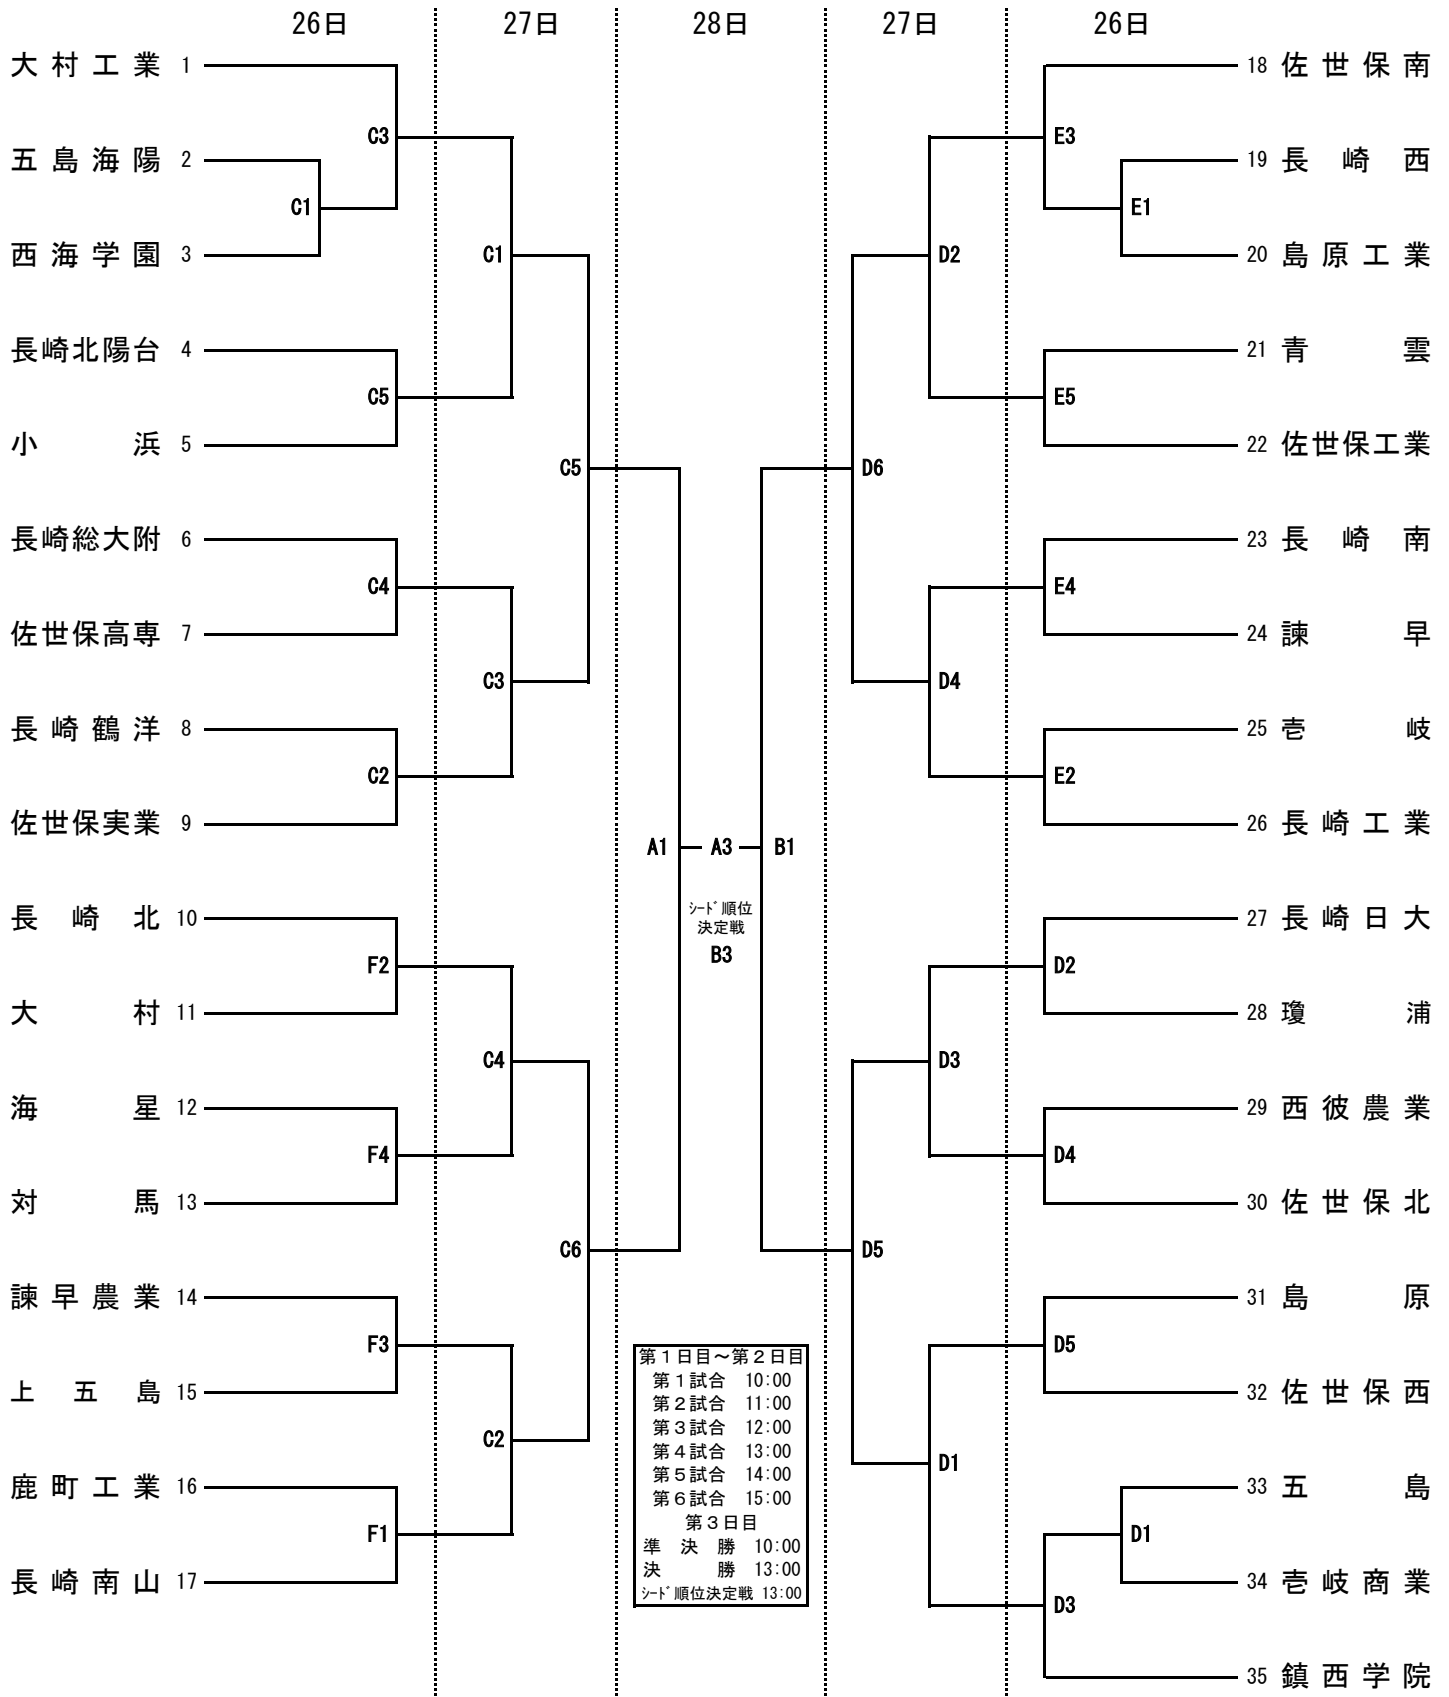 26日 27日 28日 27日 26日
大村工業 1
五島海陽 2
西海学園 3
長崎北陽台 4
小浜 5
長崎総大附 6
佐世保高専 7
長崎鶴洋 8
佐世保実業 9
長崎北 10
大村 11
海星 12
対馬 13
諫早農業 14
上五島 15
鹿町工業 16
長崎南山 17
C3
C1
C5
C4
C2
F2
F4
F3
F1
C1
C3
C4
C2
C5
C6
A1 A3 B1
シード順位
決定戦
B3
第1日目～第2日目
第1試合 10:00
第2試合 11:00
第3試合 12:00
第4試合 13:00
第5試合 14:00
第6試合 15:00
第3日目
準決勝 10:00
決勝 13:00
シード順位決定戦 13:00
D6
D5
D2
D4
D3
D1
E3
E1
E5
E4
E2
D2
D4
D5
D1
D3
18 佐世保南
19 長崎西
20 島原工業
21 青雲
22 佐世保工業
23 長崎南
24 諫早
25 壱岐
26 長崎工業
27 長崎日大
28 瓊浦
29 西彼農業
30 佐世保北
31 島原
32 佐世保西
33 五島
34 壱岐商業
35 鎮西学院